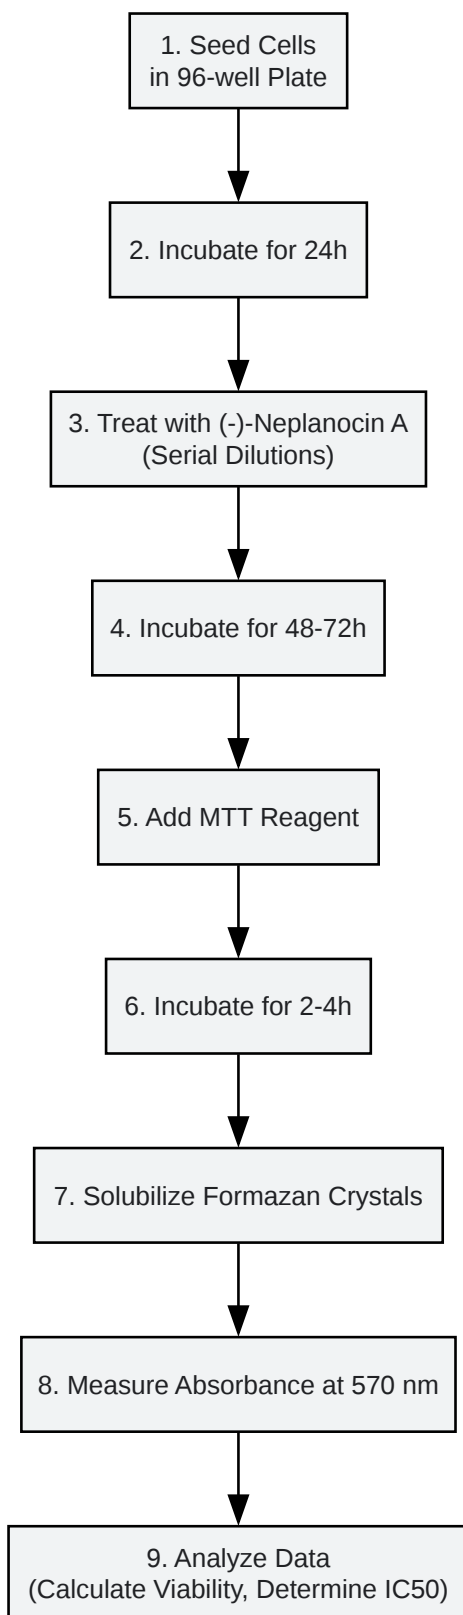 1. Seed Cells
in 96-well Plate
2. Incubate for 24h
3. Treat with (-)-Neplanocin A
(Serial Dilutions)
4. Incubate for 48-72h
5. Add MTT Reagent
6. Incubate for 2-4h
7. Solubilize Formazan Crystals
8. Measure Absorbance at 570 nm
9. Analyze Data
(Calculate Viability, Determine IC50)